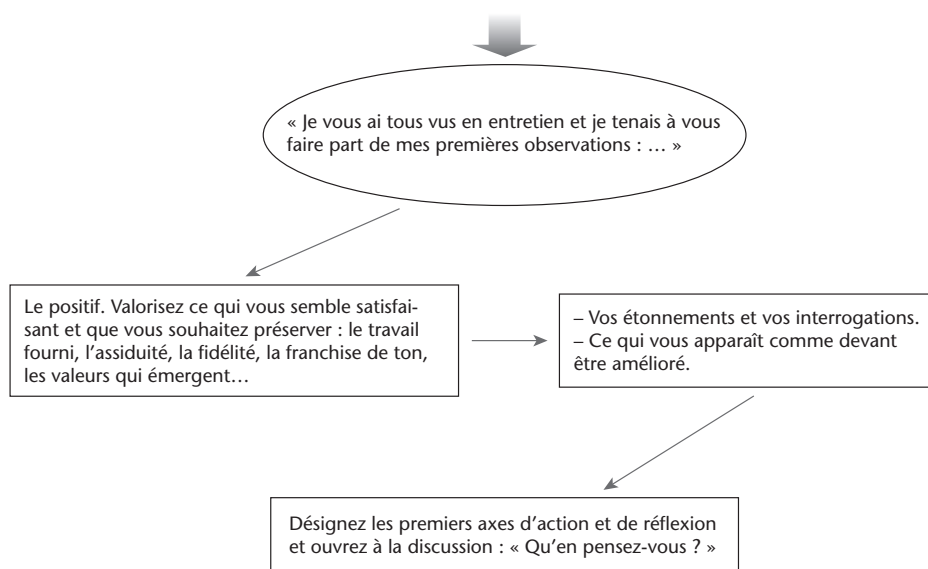 « Je vous ai tous vus en entretien et je tenais à vous
faire part de mes premières observations : … »
Le positif. Valorisez ce qui vous semble satisfai-
sant et que vous souhaitez préserver : le travail
fourni, l’assiduité, la fidélité, la franchise de ton,
les valeurs qui émergent…
– Vos étonnements et vos interrogations.
– Ce qui vous apparaît comme devant
être amélioré.
Désignez les premiers axes d’action et de réflexion
et ouvrez à la discussion : « Qu’en pensez-vous ? »